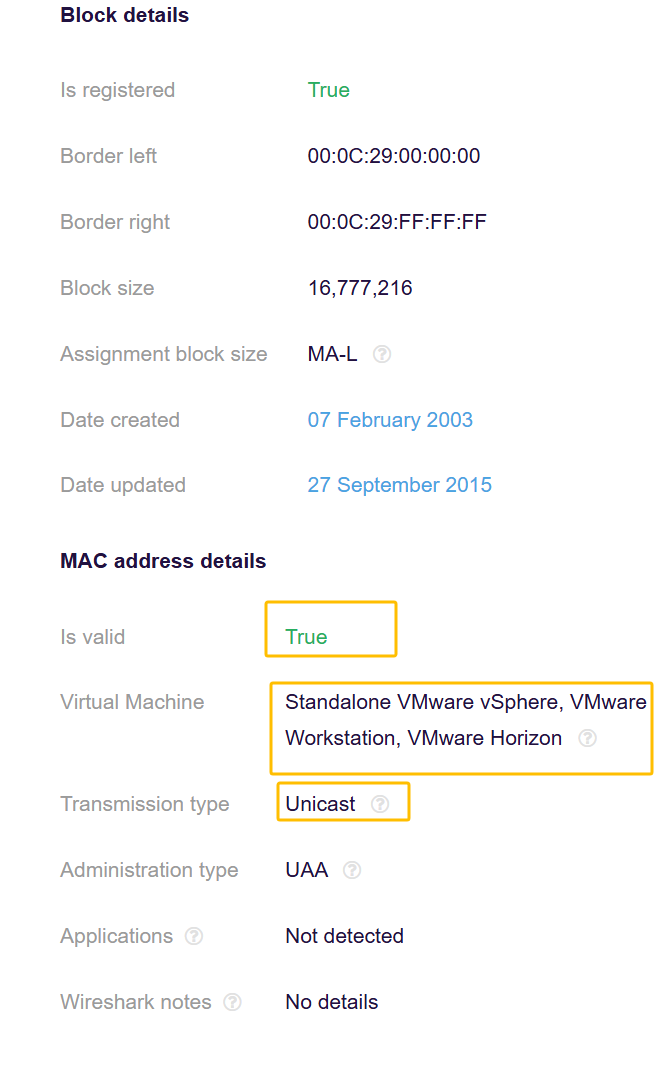 Block details
Is registered True
Border left 00:0C:29:00:00:00
Border right 00:0C:29:FF:FF:FF
Block size 16,777,216
Assignment block size MA-L ?
Date created 07 February 2003
Date updated 27 September 2015
MAC address details
Is valid True
Virtual Machine Standalone VMware vSphere, VMware
Workstation, VMware Horizon ?
Transmission type Unicast ?
Administration type UAA ?
Applications ? Not detected
Wireshark notes ? No details